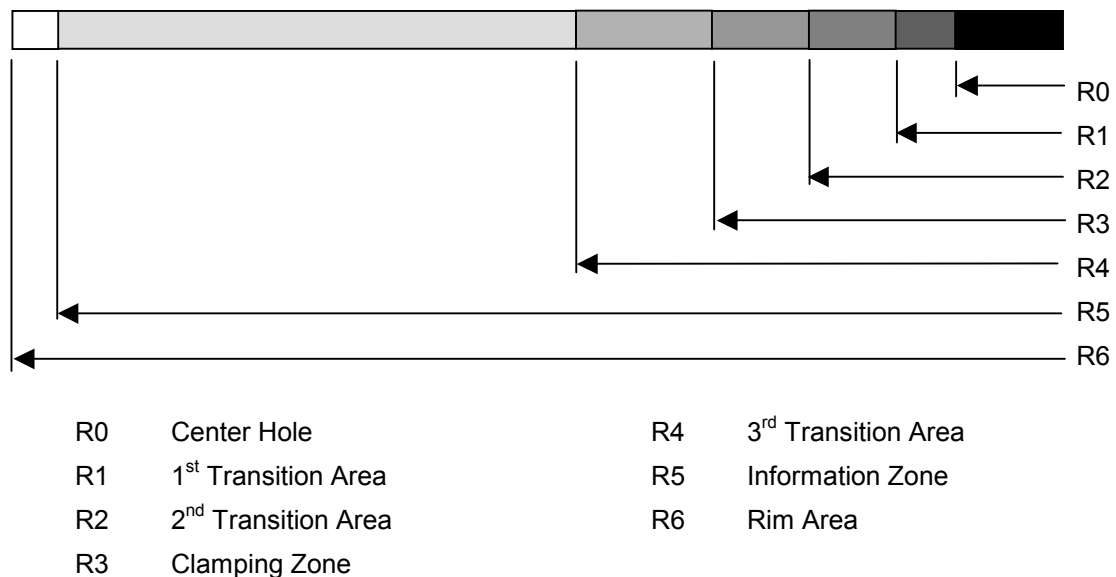 R0
R1
R2
R3
R4
R5
R6
R0 Center Hole R4 3rd Transition Area
R1 1st Transition Area R5 Information Zone
R2 2nd Transition Area R6 Rim Area
R3 Clamping Zone